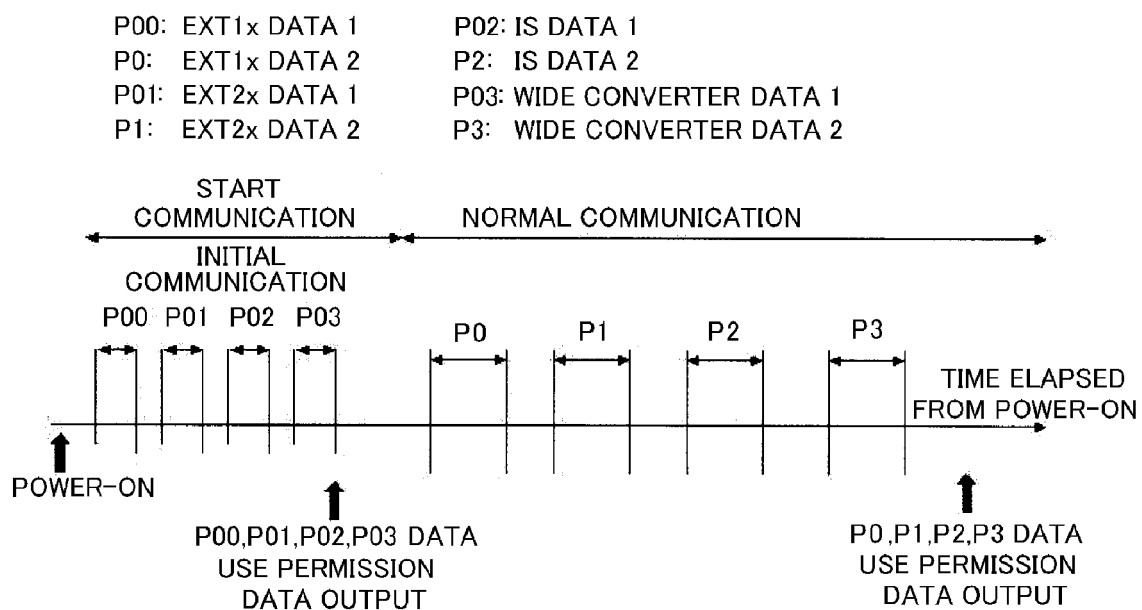 P00: EXT1x DATA 1
P0: EXT1x DATA 2
P01: EXT2x DATA 1
P1: EXT2x DATA 2
P02: IS DATA 1
P2: IS DATA 2
P03: WIDE CONVERTER DATA 1
P3: WIDE CONVERTER DATA 2
START
COMMUNICATION
NORMAL COMMUNICATION
INITIAL
COMMUNICATION
P00 P01 P02 P03
P0 P1 P2 P3
TIME ELAPSED
FROM POWER-ON
POWER-ON
P00,P01,P02,P03 DATA
USE PERMISSION
DATA OUTPUT
P0,P1,P2,P3 DATA
USE PERMISSION
DATA OUTPUT